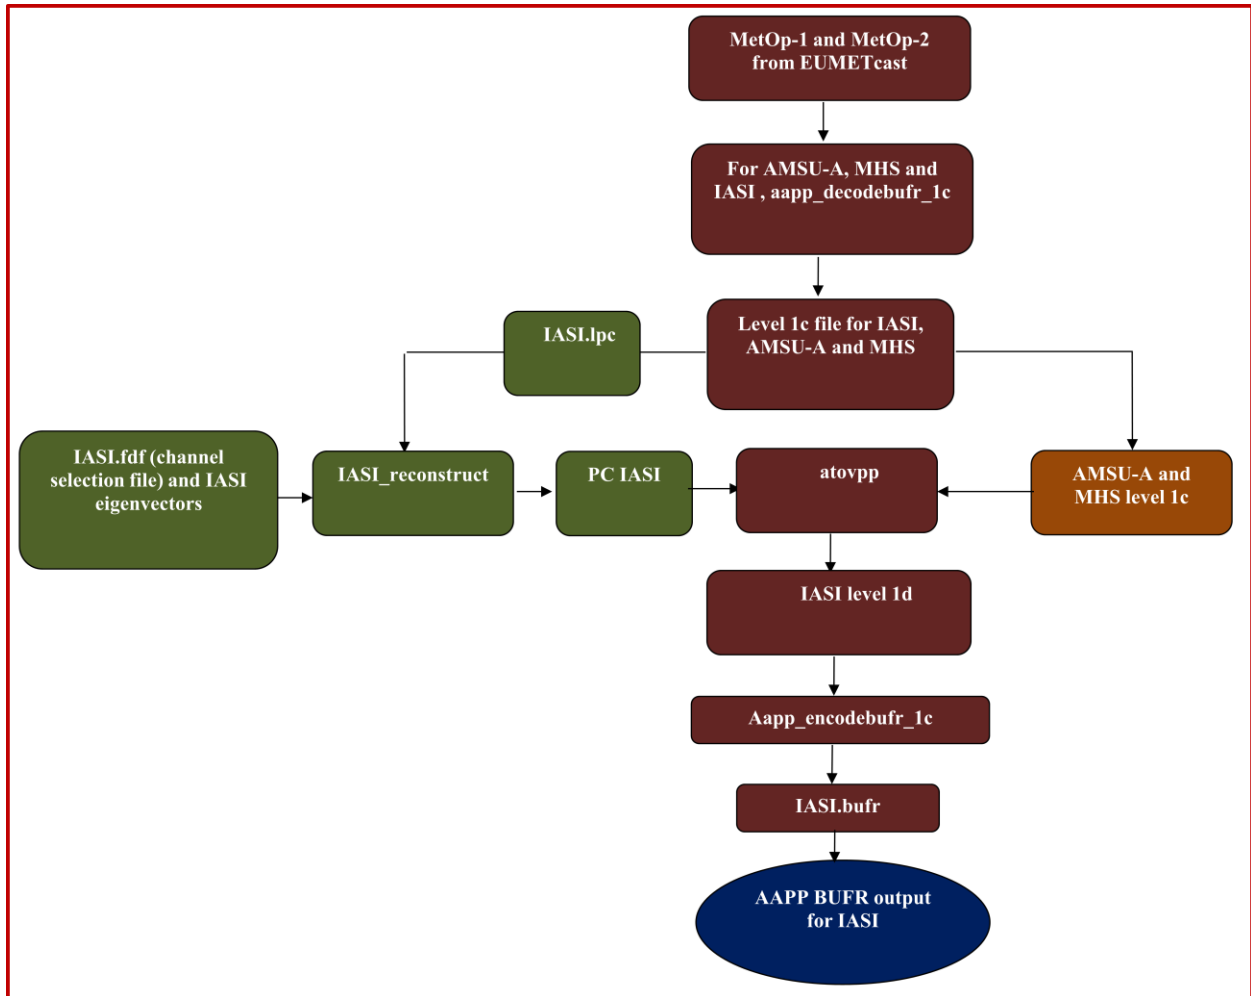 MetOp-1 and MetOp-2
from EUMETcast
For AMSU-A, MHS and
IASI , aapp_decodebufr_1c
Level 1c file for IASI,
AMSU-A and MHS
IASI.lpc
IASI.fdf (channel
selection file) and IASI
eigenvectors
IASI_reconstruct
PC IASI
atovpp
AMSU-A and
MHS level 1c
IASI level 1d
Aapp_encodebufr_1c
IASI.bufr
AAPP BUFR output
for IASI